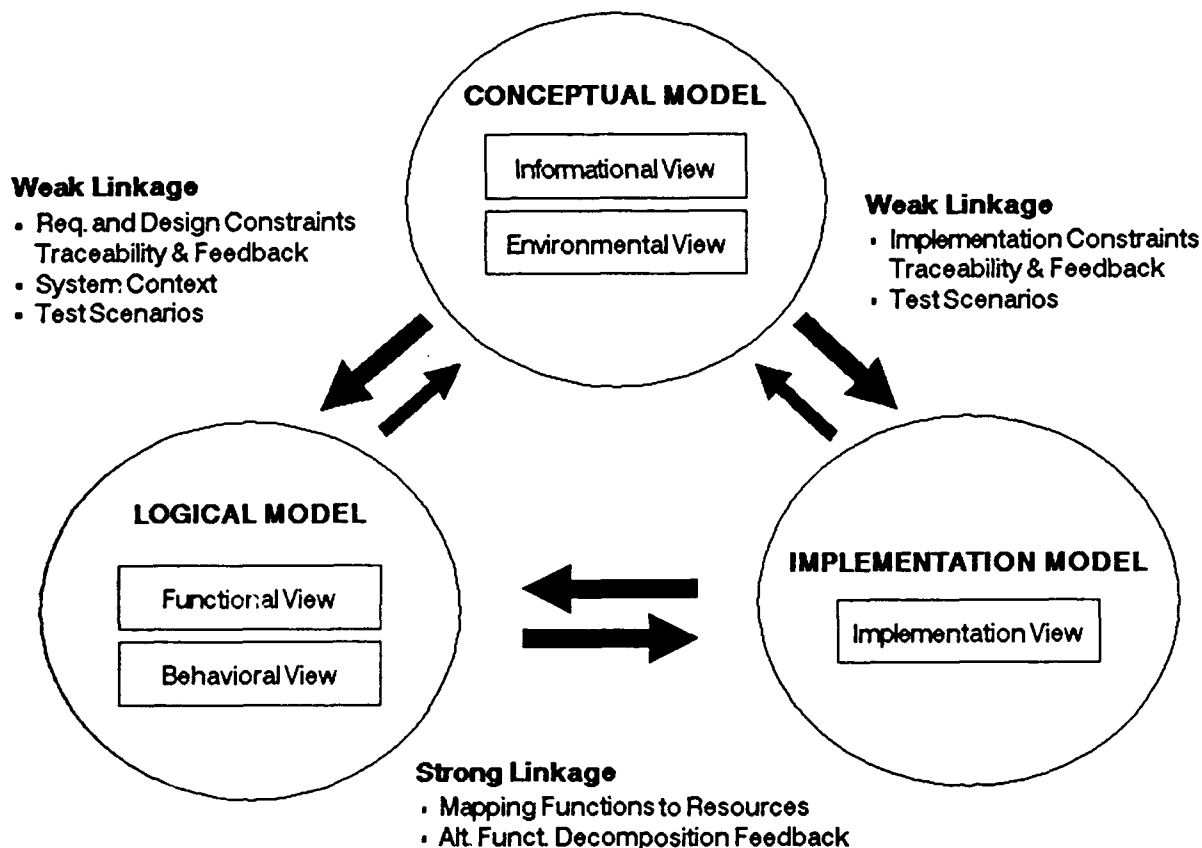 CONCEPTUAL MODEL
Informational View
Environmental View
Weak Linkage
• Req. and Design Constraints
Traceability & Feedback
• System Context
• Test Scenarios
Weak Linkage
• Implementation Constraints
Traceability & Feedback
• Test Scenarios
LOGICAL MODEL
Functional View
Behavioral View
IMPLEMENTATION MODEL
Implementation View
Strong Linkage
• Mapping Functions to Resources
• Alt. Funct. Decomposition Feedback